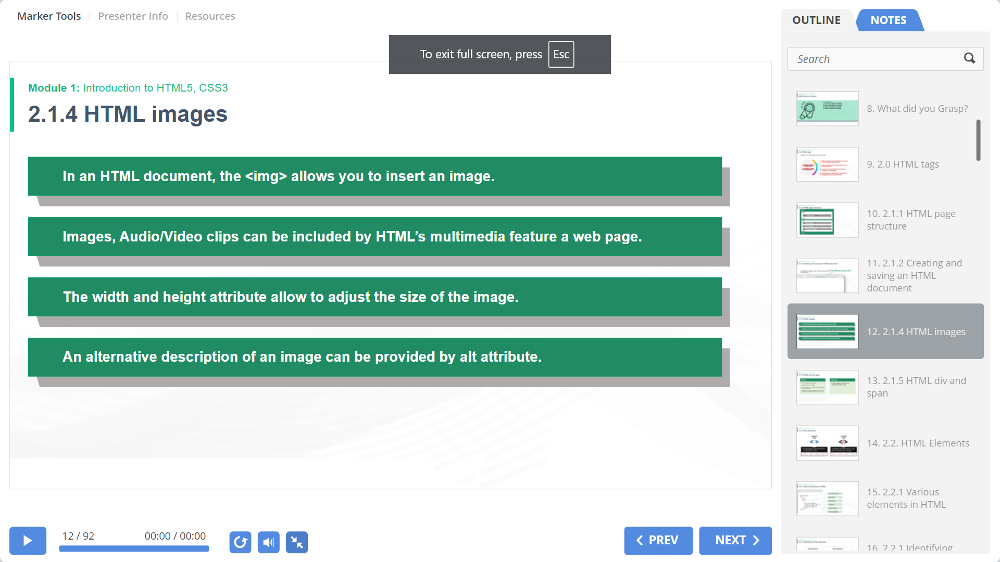 Marker Tools
Presenter Info
Resources
To exit full screen, press Esc
OUTLINE
NOTES
Search
Module 1: Introduction to HTML5, CSS3
2.1.4 HTML images
In an HTML document, the <img> allows you to insert an image.
Images, Audio/Video clips can be included by HTML’s multimedia feature a web page.
The width and height attribute allow to adjust the size of the image.
An alternative description of an image can be provided by alt attribute.
8. What did you Grasp?
9. 2.0 HTML tags
10. 2.1.1 HTML page
structure
11. 2.1.2 Creating and
saving an HTML
document
12. 2.1.4 HTML images
13. 2.1.5 HTML div and
span
14. 2.2. HTML Elements
15. 2.2.1 Various
elements in HTML
16. 2.2.1 Identifying
12 / 92
00:00 / 00:00
PREV
NEXT